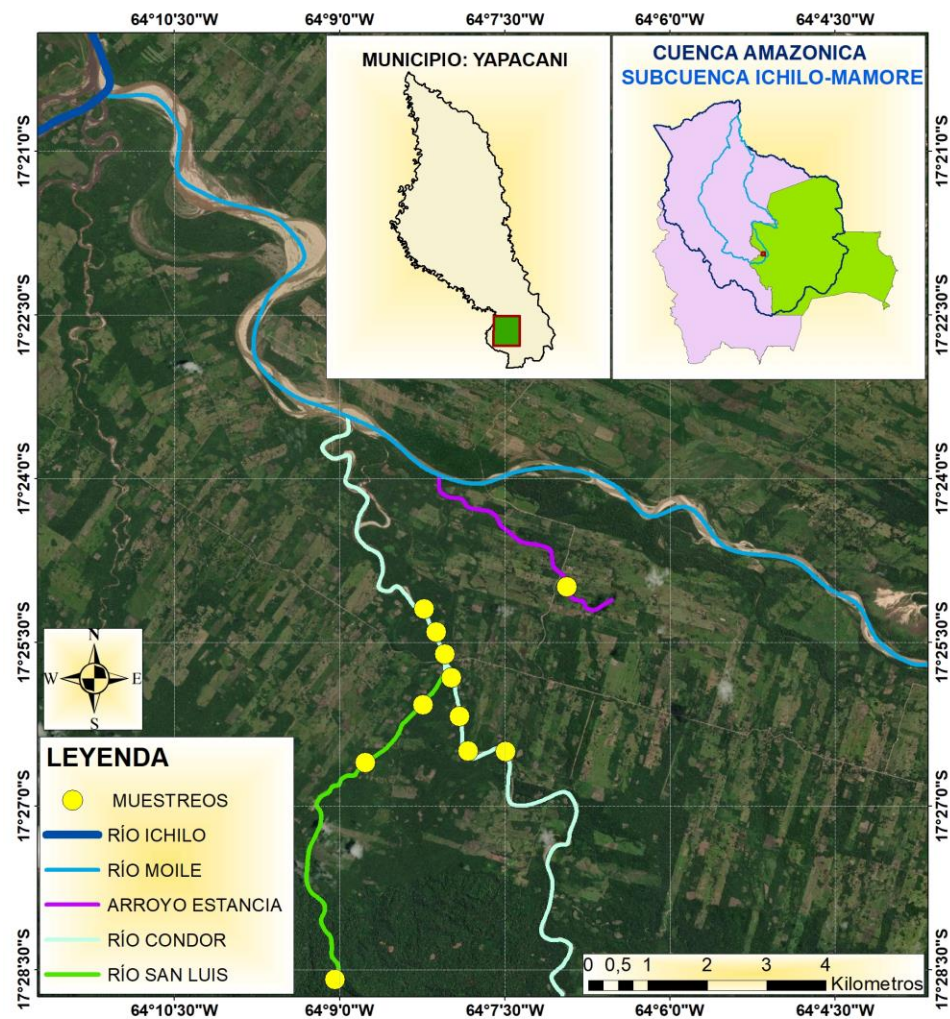 64°10'30"W 64°9'0"W 64°7'30"W 64°6'0"W 64°4'30"W
MUNICIPIO: YAPACANI
CUENCA AMAZONICA
SUBCUENCA ICHILO-MAMORE
17°21'0"S 17°21'0"S
17°22'30"S 17°22'30"S
17°24'0"S 17°24'0"S
17°25'30"S 17°25'30"S
17°27'0"S 17°27'0"S
17°28'30"S 17°28'30"S
N
W E
S
LEYENDA
MUESTREOS
RÍO ICHILO
RÍO MOILE
ARROYO ESTANCIA
RÍO CONDOR
RÍO SAN LUIS
0 0,5 1 2 3 4
Kilometros
64°10'30"W 64°9'0"W 64°7'30"W 64°6'0"W 64°4'30"W